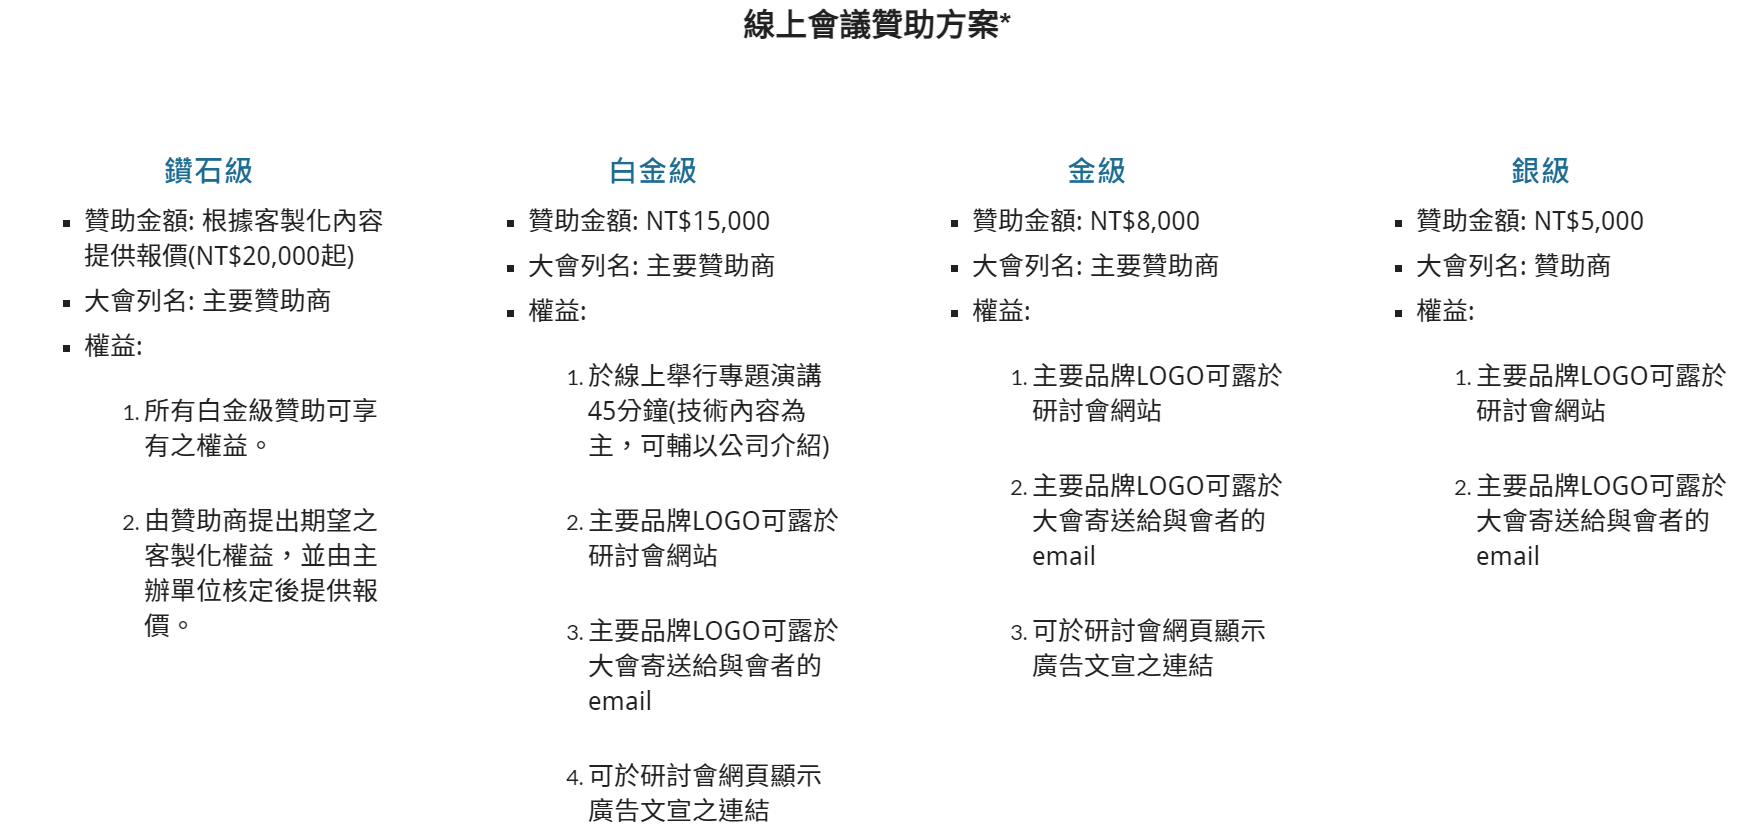 線上會議贊助方案*
鑽石級
▪ 贊助金額: 根據客製化內容
提供報價(NT$20,000起)
▪ 大會列名: 主要贊助商
▪ 權益:
1. 所有白金級贊助可享
有之權益。
2. 由贊助商提出期望之
客製化權益，並由主
辦單位核定後提供報
價。
白金級
▪ 贊助金額: NT$15,000
▪ 大會列名: 主要贊助商
▪ 權益:
1. 於線上舉行專題演講
45分鐘(技術內容為
主，可輔以公司介紹)
2. 主要品牌LOGO可露於
研討會網站
3. 主要品牌LOGO可露於
大會寄送給與會者的
email
4. 可於研討會網頁顯示
廣告文宣之連結
金級
▪ 贊助金額: NT$8,000
▪ 大會列名: 主要贊助商
▪ 權益:
1. 主要品牌LOGO可露於
研討會網站
2. 主要品牌LOGO可露於
大會寄送給與會者的
email
3. 可於研討會網頁顯示
廣告文宣之連結
銀級
▪ 贊助金額: NT$5,000
▪ 大會列名: 贊助商
▪ 權益:
1. 主要品牌LOGO可露於
研討會網站
2. 主要品牌LOGO可露於
大會寄送給與會者的
email